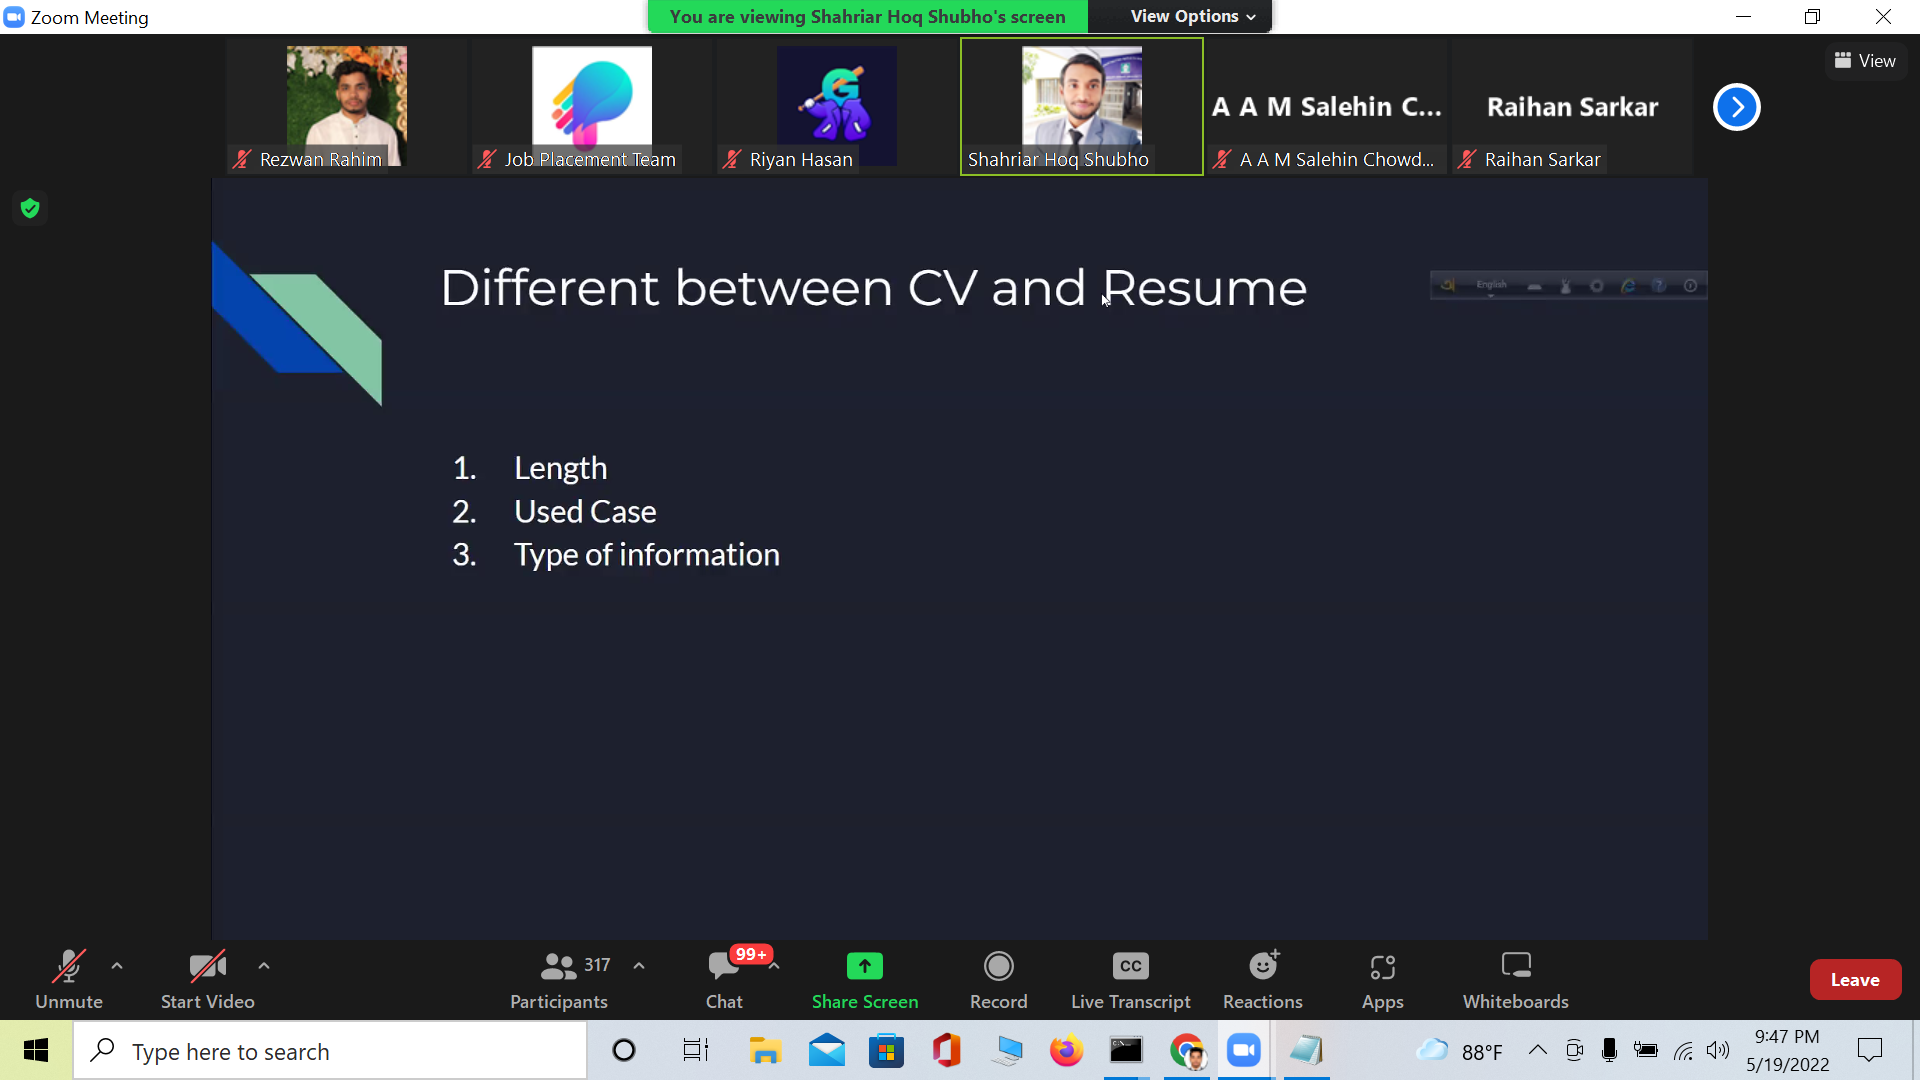 Zoom Meeting
You are viewing Shahriar Hoq Shubho's screen
View Options
View
A A M Salehin C...
Raihan Sarkar
Rezwan Rahim
Job Placement Team
Riyan Hasan
Shahriar Hoq Shubho
A A M Salehin Chowd...
Raihan Sarkar
Different between CV and Resume
English
1. Length
2. Used Case
3. Type of information
317
99+
CC
Unmute
Start Video
Participants
Chat
Share Screen
Record
Live Transcript
Reactions
Apps
Whiteboards
Leave
Type here to search
88°F
9:47 PM
5/19/2022